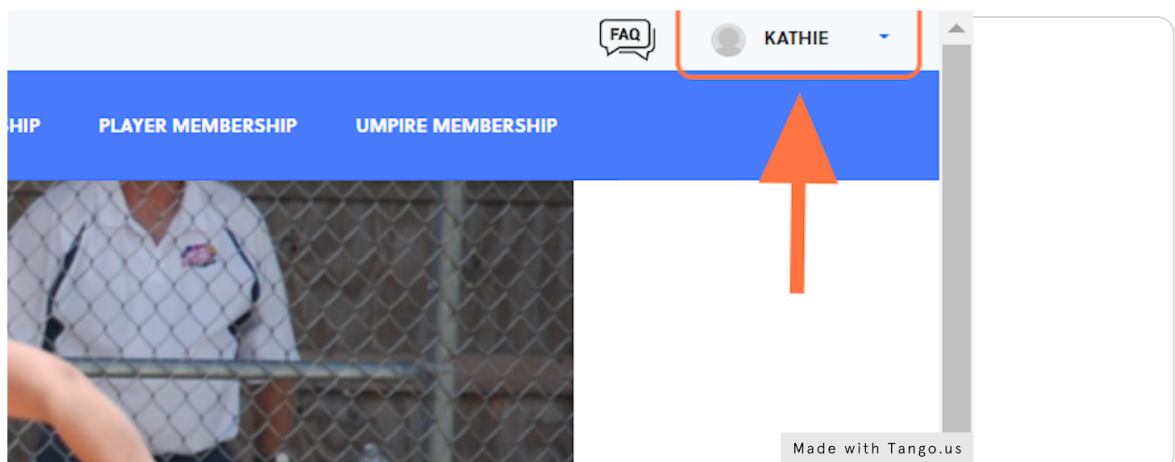 FAQ
KATHIE
HIP PLAYER MEMBERSHIP UMPIRE MEMBERSHIP
Made with Tango.us